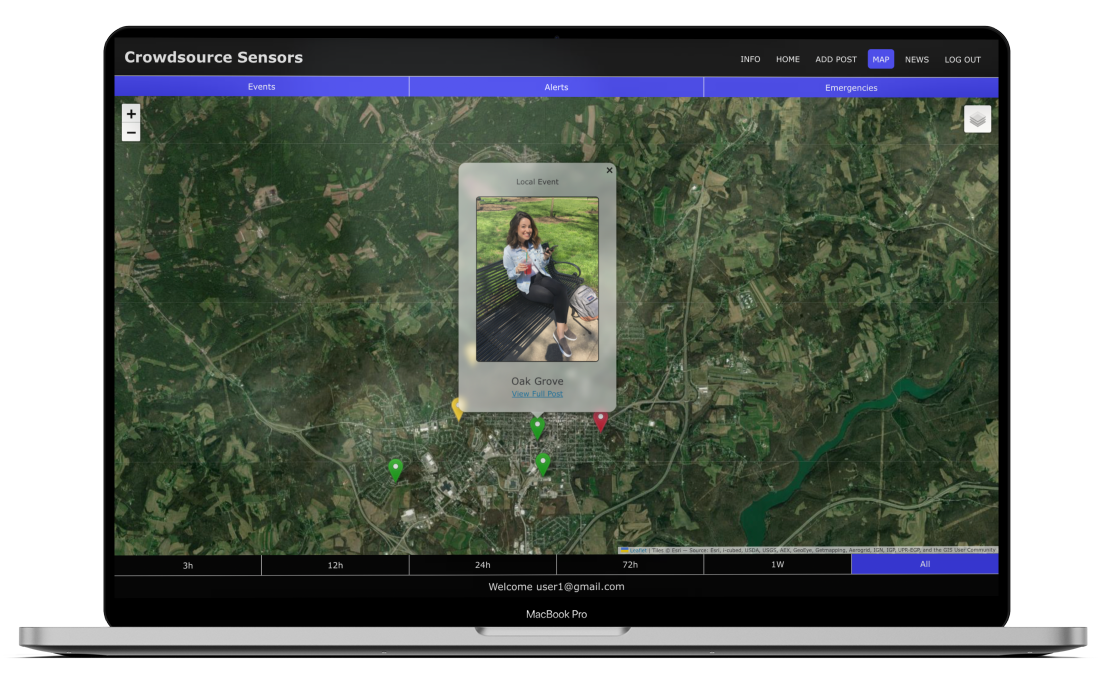 Crowdsource Sensors
INFO HOME ADD POST MAP NEWS LOG OUT
Events Alerts Emergencies
+
−
×
Local Event
Oak Grove
View Full Post
Leaflet | Tiles © Esri — Source: Esri, i-cubed, USDA, USGS, AEX, GeoEye, Getmapping, Aerogrid, IGN, IGP, UPR-EGP, and the GIS User Community
3h 12h 24h 72h 1W All
Welcome user1@gmail.com
MacBook Pro